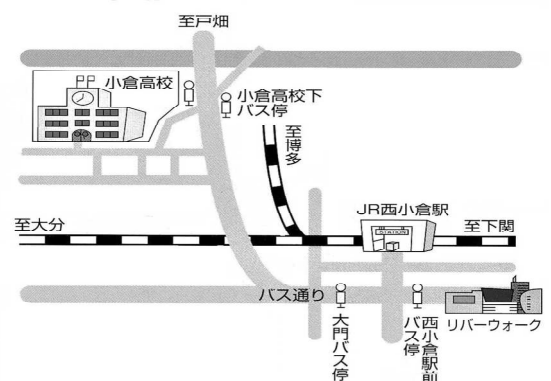 至戸畑
小倉高校
小倉高校下
バス停
至博多
至大分
JR西小倉駅
STATION
至下関
バス通り
大門バス停
西小倉駅前
バス停
リバーウォーク